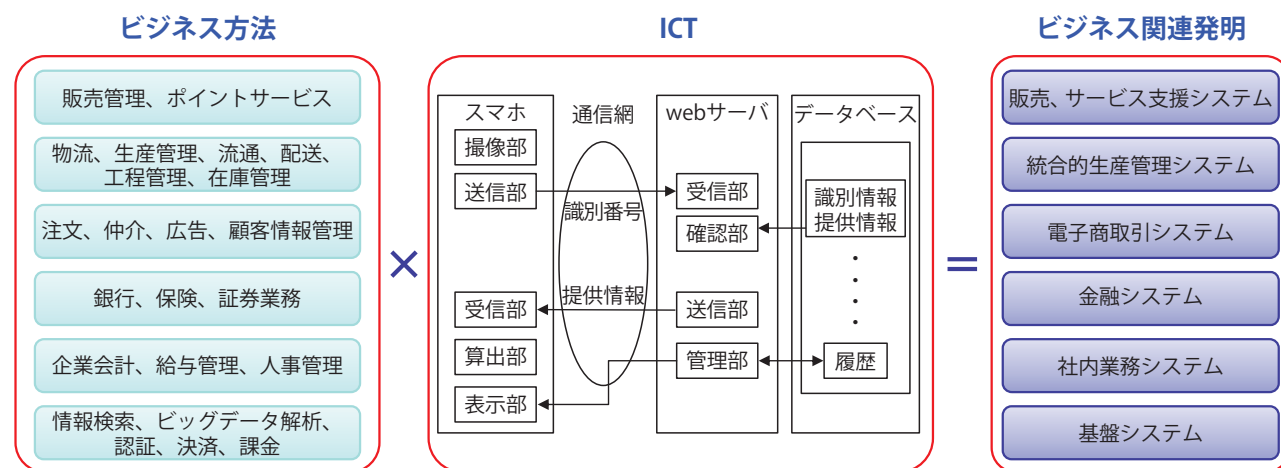 ビジネス方法
販売管理、ポイントサービス
物流、生産管理、流通、配送、
工程管理、在庫管理
注文、仲介、広告、顧客情報管理
銀行、保険、証券業務
企業会計、給与管理、人事管理
情報検索、ビッグデータ解析、
認証、決済、課金
×
ICT
スマホ
撮像部
送信部
受信部
算出部
表示部
通信網
識別番号
提供情報
webサーバ
受信部
確認部
送信部
管理部
データベース
識別情報
提供情報
・
・
・
・
履歴
=
ビジネス関連発明
販売、サービス支援システム
統合的生産管理システム
電子商取引システム
金融システム
社内業務システム
基盤システム